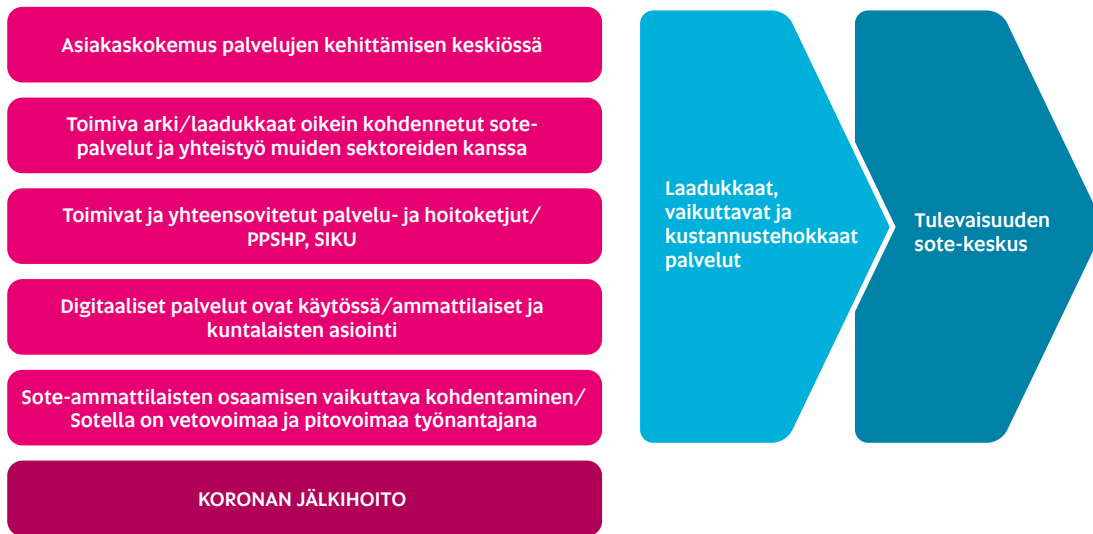 Asiakaskokemus palvelujen kehittämisen keskiössä
Toimiva arki/laadukkaat oikein kohdennetut sote-
palvelut ja yhteistyö muiden sektoreiden kanssa
Toimivat ja yhteensovitetut palvelu- ja hoitoketjut/
PPSHP, SIKU
Digitaaliset palvelut ovat käytössä/ammattilaiset ja
kuntalaisten asiointi
Sote-ammattilaisten osaamisen vaikuttava kohdentaminen/
Sotella on vetovoimaa ja pitovoimaa työnantajana
KORONAN JÄLKIHOITO
Laadukkaat,
vaikuttavat ja
kustannustehokkaat
palvelut
Tulevaisuuden
sote-keskus